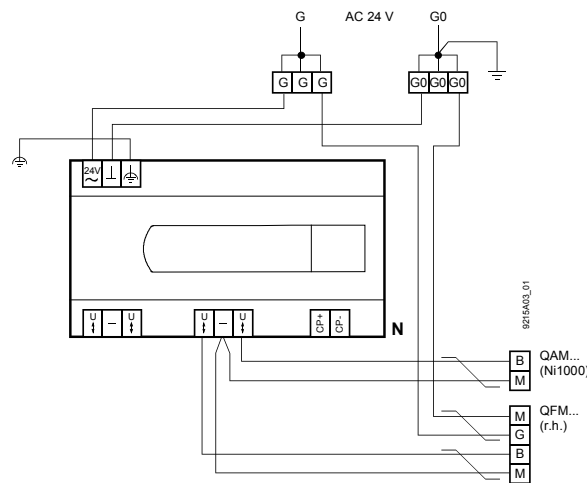 G AC 24 V G0
G G G G0 G0 G0
24V ~ ⊥
U - U U - U CP+ CP-
N
9215A03_01
B QAM...
M (Ni1000)
M QFM...
G (r.h.)
B
M